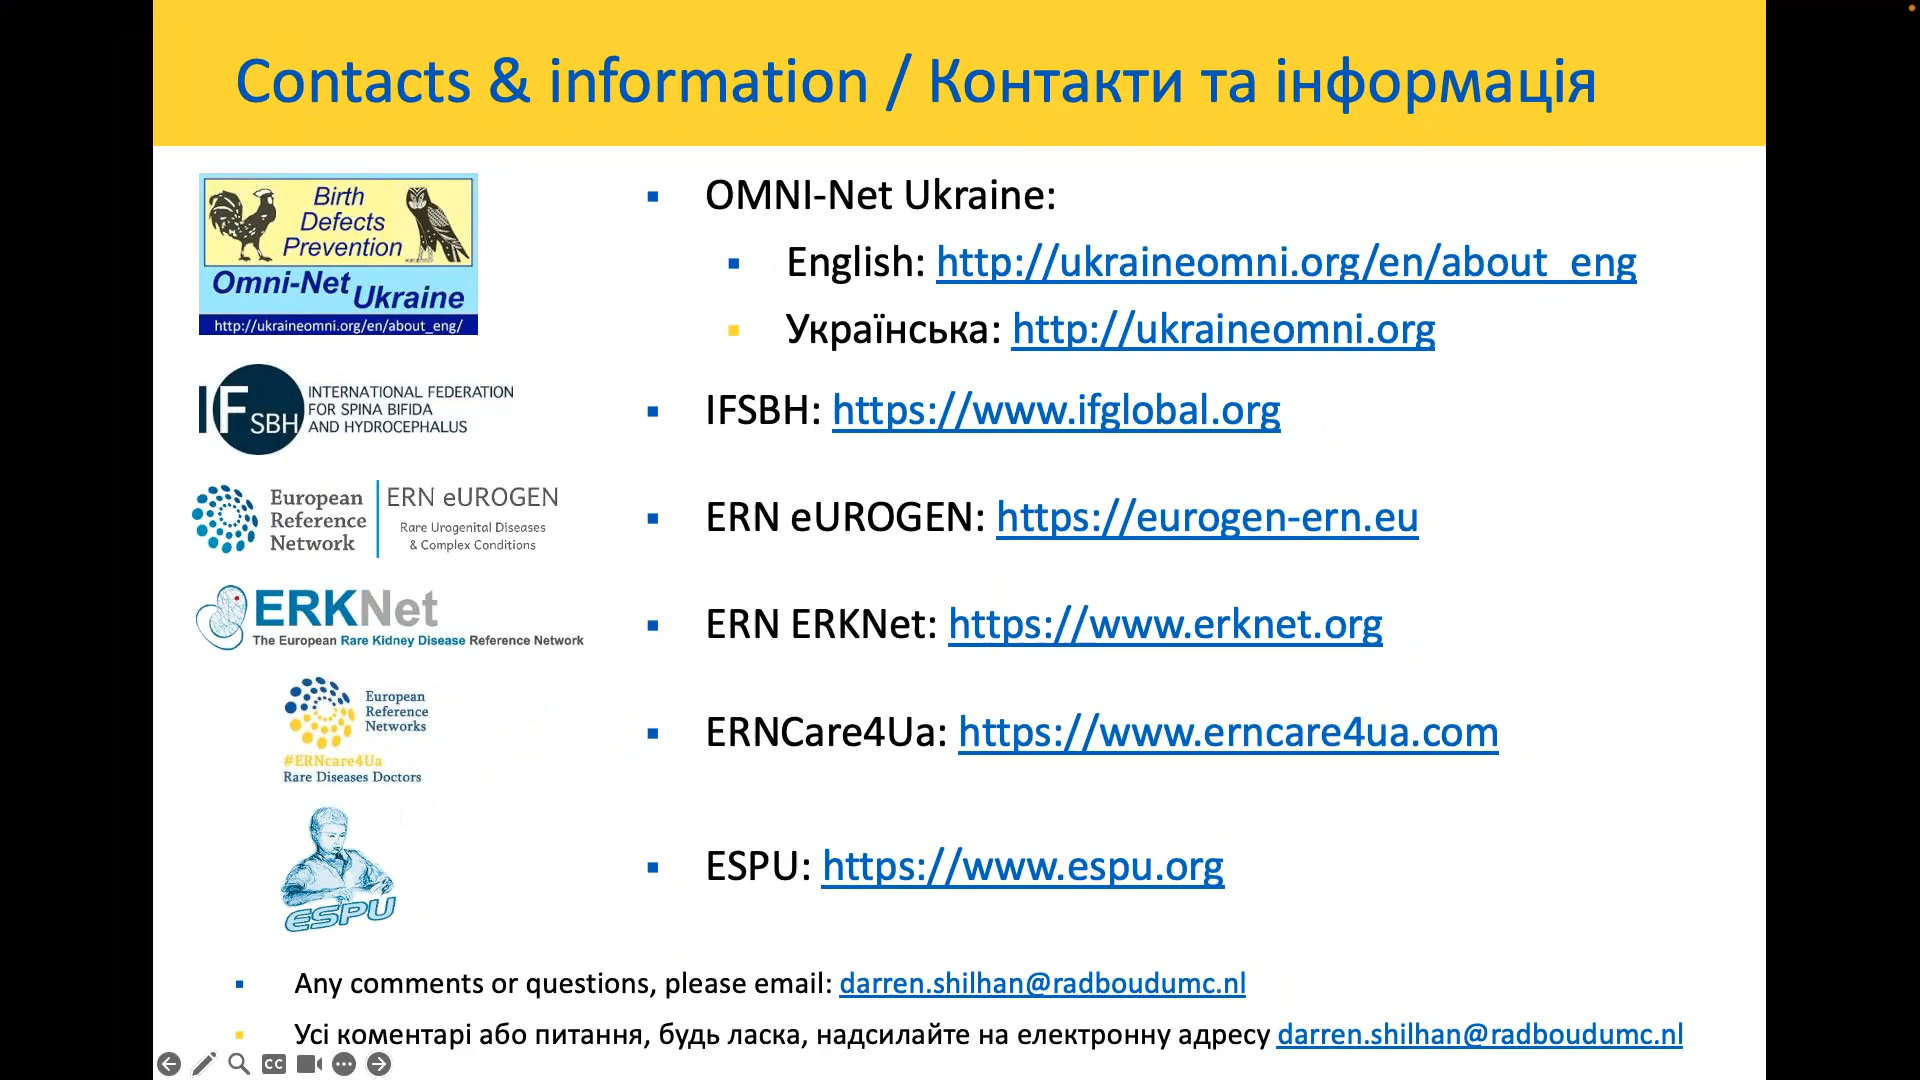 Contacts & information / Контакти та інформація
Birth
Defects
Prevention
Omni-Net
Ukraine
http://ukraineomni.org/en/about_eng/
OMNI-Net Ukraine:
English: http://ukraineomni.org/en/about_eng
Українська: http://ukraineomni.org
IF SBH
INTERNATIONAL FEDERATION
FOR SPINA BIFIDA
AND HYDROCEPHALUS
IFSBH: https://www.ifglobal.org
European
Reference
Network
ERN eUROGEN
Rare Urogenital Diseases
& Complex Conditions
ERN eUROGEN: https://eurogen-ern.eu
ERKNet
The European Rare Kidney Disease Reference Network
ERN ERKNet: https://www.erknet.org
European
Reference
Networks
#ERNcare4Ua
Rare Diseases Doctors
ERNCare4Ua: https://www.erncare4ua.com
ESPU
ESPU: https://www.espu.org
Any comments or questions, please email: darren.shilhan@radboudumc.nl
Усі коментарі або питання, будь ласка, надсилайте на електронну адресу darren.shilhan@radboudumc.nl
CC